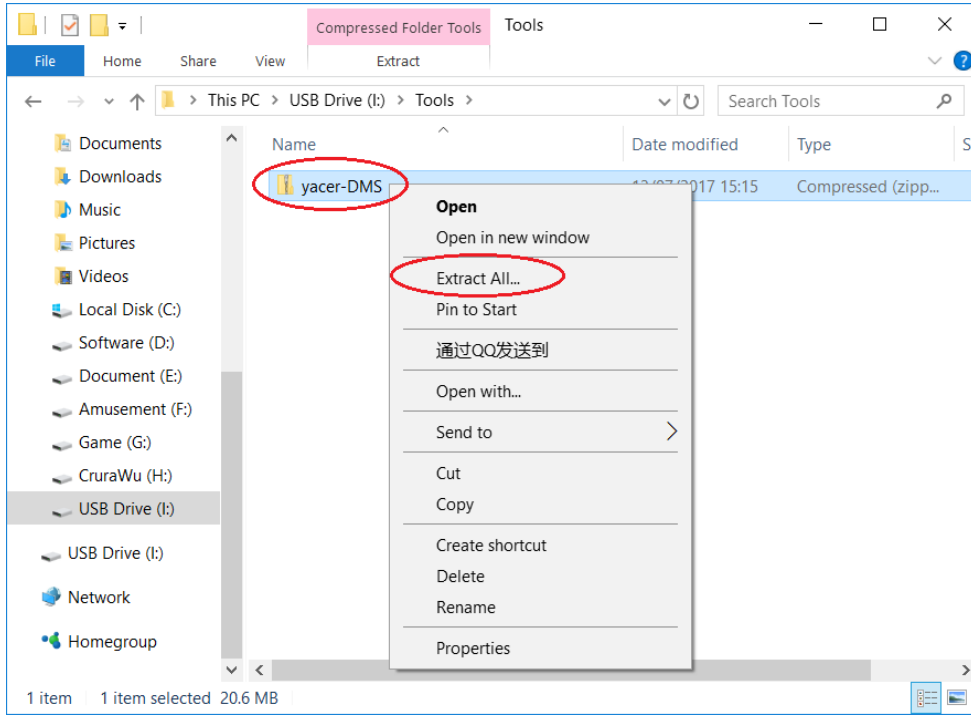 Compressed Folder Tools
Tools
File
Home
Share
View
Extract
This PC > USB Drive (I:) > Tools >
Search Tools
Name
Date modified
Type
S
Documents
Downloads
Music
Pictures
Videos
Local Disk (C:)
Software (D:)
Document (E:)
Amusement (F:)
Game (G:)
CruraWu (H:)
USB Drive (I:)
USB Drive (I:)
Network
Homegroup
yacer-DMS
2017 15:15
Compressed (zipp...
Open
Open in new window
Extract All...
Pin to Start
通过QQ发送到
Open with...
Send to
Cut
Copy
Create shortcut
Delete
Rename
Properties
1 item
1 item selected 20.6 MB